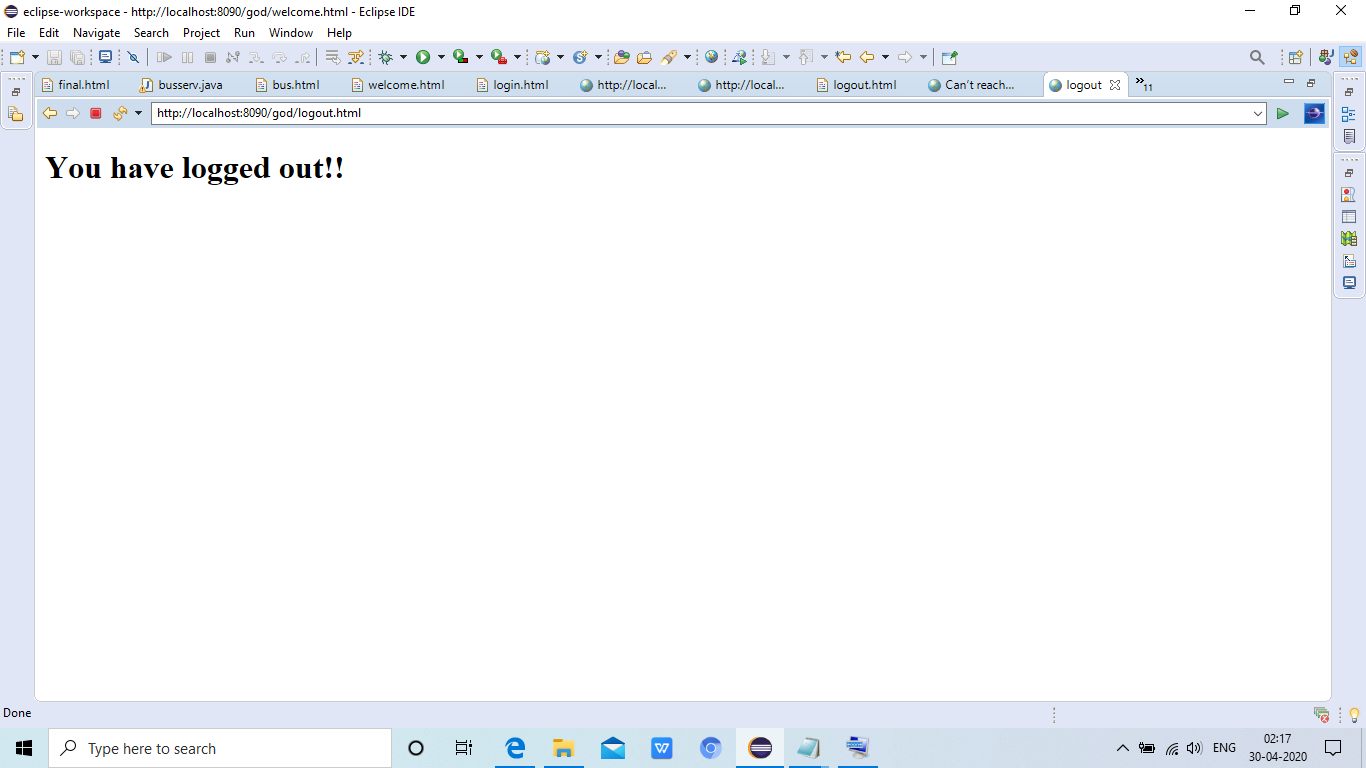 eclipse-workspace - http://localhost:8090/god/welcome.html - Eclipse IDE
File Edit Navigate Search Project Run Window Help
final.html busserv.java bus.html welcome.html login.html http://local... http://local... logout.html Can't reach... logout »11
http://localhost:8090/god/logout.html
You have logged out!!
Done
Type here to search
ENG
02:17
30-04-2020